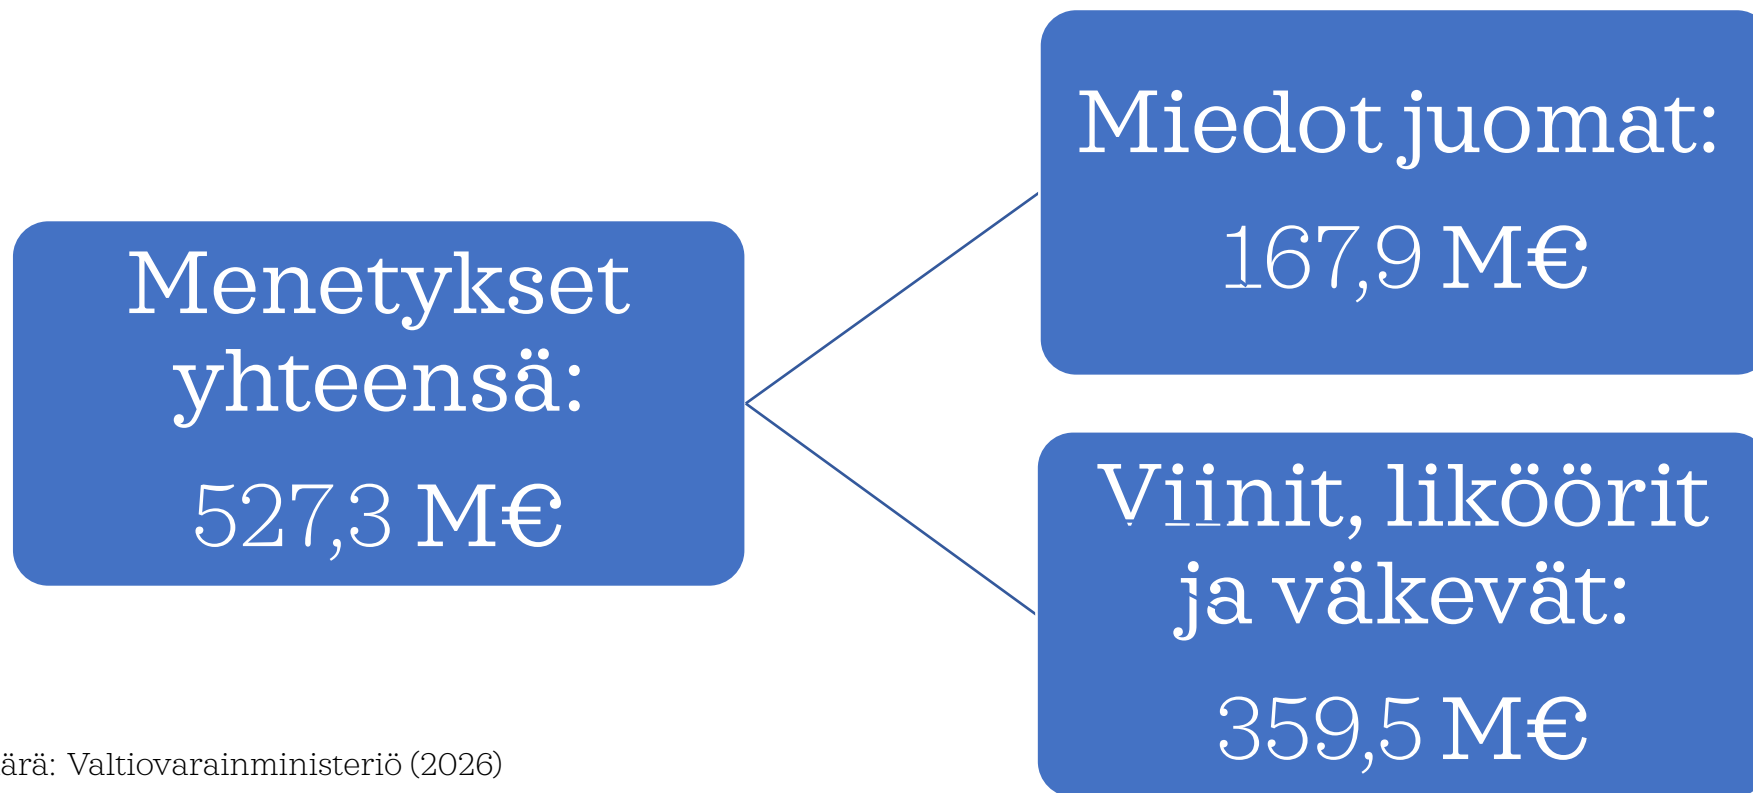 Miedot juomat:
167,9 M€
Menetykset
yhteensä:
527,3 M€
Viinit, liköörit
ja väkevät:
359,5 M€
ärä: Valtiovarainministeriö (2026)